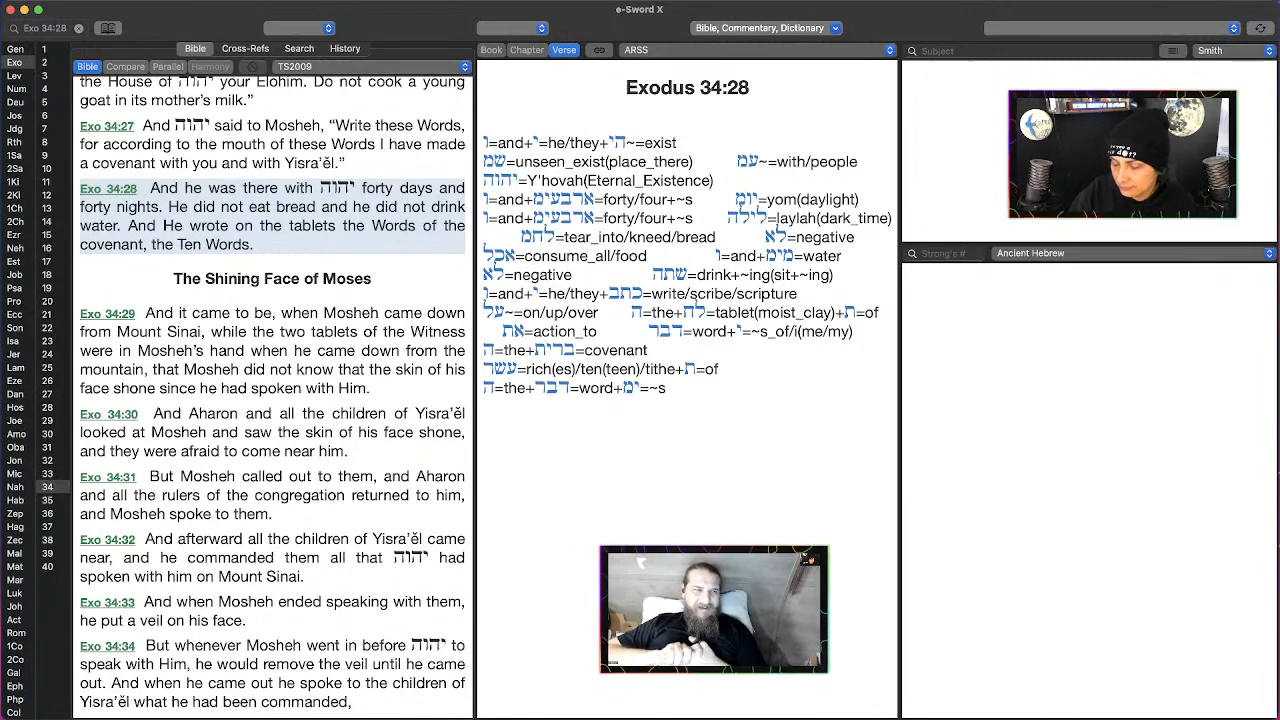 e-Sword X
Exo 34:28
Bible, Commentary, Dictionary
Bible Cross-Refs Search History
Book Chapter Verse ARSS
Subject Smith
Bible Compare Parallel Harmony TS2009
Gen
Exo
Lev
Num
Deu
Jos
Jdg
Rth
1Sa
2Sa
1Ki
2Ki
1Ch
2Ch
Ezr
Neh
Est
Job
Psa
Pro
Ecc
Son
Isa
Jer
Lam
Eze
Dan
Hos
Joe
Amo
Oba
Jon
Mic
Nah
Hab
Zep
Hag
Zec
Mal
Mat
Mar
Luk
Joh
Act
Rom
1Co
2Co
Gal
Eph
Php
Col
1
2
3
4
5
6
7
8
9
10
11
12
13
14
15
16
17
18
19
20
21
22
23
24
25
26
27
28
29
30
31
32
33
34
35
36
37
38
39
40
the House of יהוה your Elohim. Do not cook a young
goat in its mother’s milk.”
Exo 34:27 And יהוה said to Mosheh, “Write these Words,
for according to the mouth of these Words I have made
a covenant with you and with Yisra’ĕl.”
Exo 34:28 And he was there with יהוה forty days and
forty nights. He did not eat bread and he did not drink
water. And He wrote on the tablets the Words of the
covenant, the Ten Words.
The Shining Face of Moses
Exo 34:29 And it came to be, when Mosheh came down
from Mount Sinai, while the two tablets of the Witness
were in Mosheh’s hand when he came down from the
mountain, that Mosheh did not know that the skin of his
face shone since he had spoken with Him.
Exo 34:30 And Aharon and all the children of Yisra’ĕl
looked at Mosheh and saw the skin of his face shone,
and they were afraid to come near him.
Exo 34:31 But Mosheh called out to them, and Aharon
and all the rulers of the congregation returned to him,
and Mosheh spoke to them.
Exo 34:32 And afterward all the children of Yisra’ĕl came
near, and he commanded them all that יהוה had
spoken with him on Mount Sinai.
Exo 34:33 And when Mosheh ended speaking with them,
he put a veil on his face.
Exo 34:34 But whenever Mosheh went in before יהוה to
speak with Him, he would remove the veil until he came
out. And when he came out he spoke to the children of
Yisra’ĕl what he had been commanded,
Exodus 34:28
ו=and+י=he/they+הי~=exist
שמ=unseen_exist(place_there) עמ~=with/people
יהוה=Y'hovah(Eternal_Existence)
ו=and+ארבעימ=forty/four+~s יומ=yom(daylight)
ו=and+ארבעימ=forty/four+~s לילה=laylah(dark_time)
לחמ=tear_into/kneed/bread לא=negative
אכל=consume_all/food ו=and+מימ=water
לא=negative שתה=drink+~ing(sit+~ing)
ו=and+י=he/they+כתב=write/scribe/scripture
על~=on/up/over ה=the+לח=tablet(moist_clay)+ת=of
את=action_to דבר=word+י=~s_of/i(me/my)
ה=the+ברית=covenant
עשר=rich(es)/ten(teen)/tithe+ת=of
ה=the+דבר=word+ימ=~s
Strong's # Ancient Hebrew